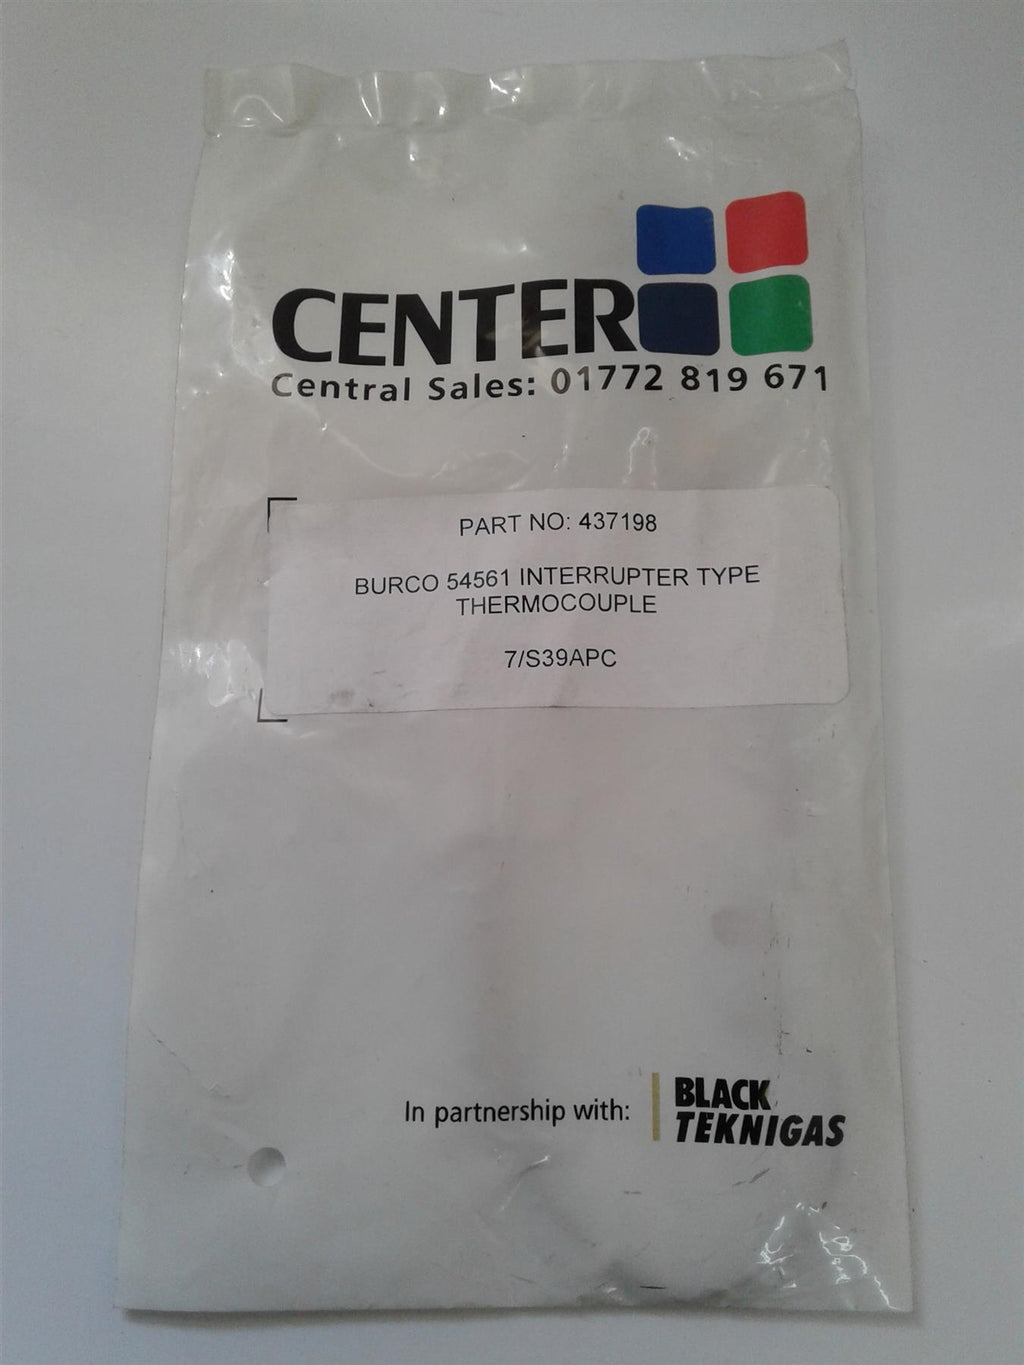 CENTER
Central Sales: 01772 819 671
PART NO: 437198
BURCO 54561 INTERRUPTER TYPE
THERMOCOUPLE
7/S39APC
In partnership with:
BLACK
TEKNIGAS